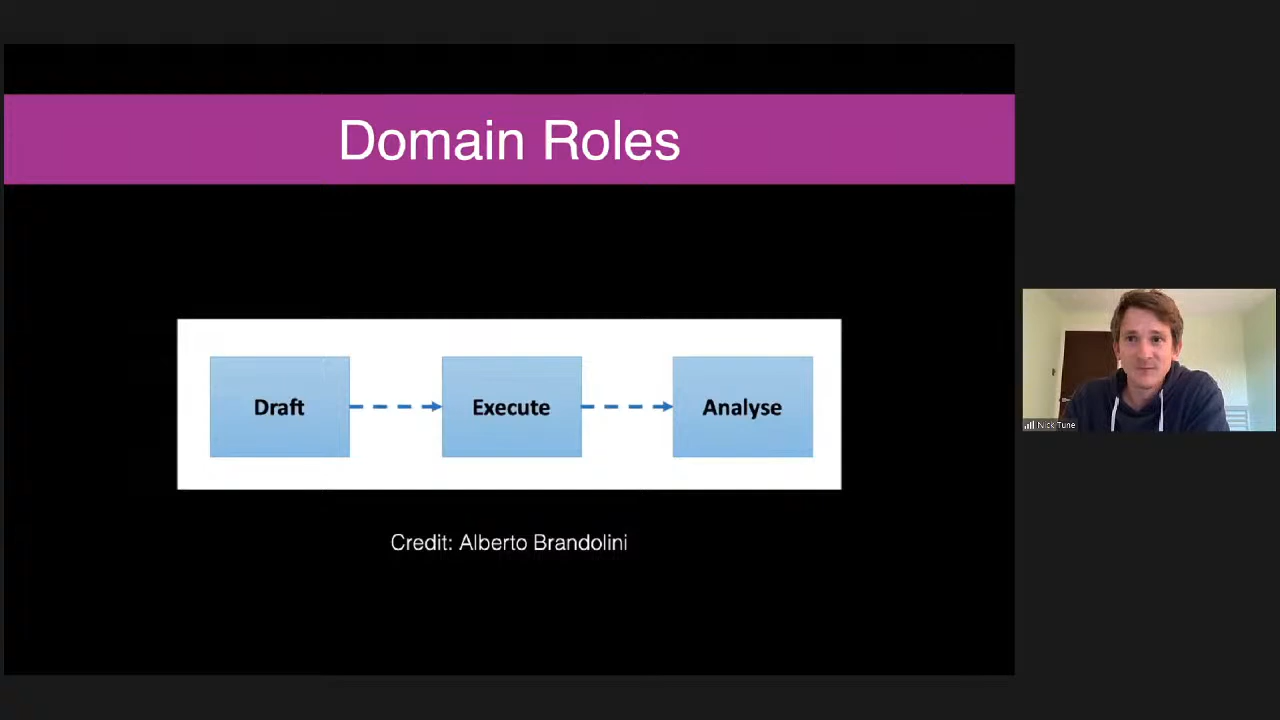 Domain Roles
Draft
Execute
Analyse
Credit: Alberto Brandolini
Nick Tune